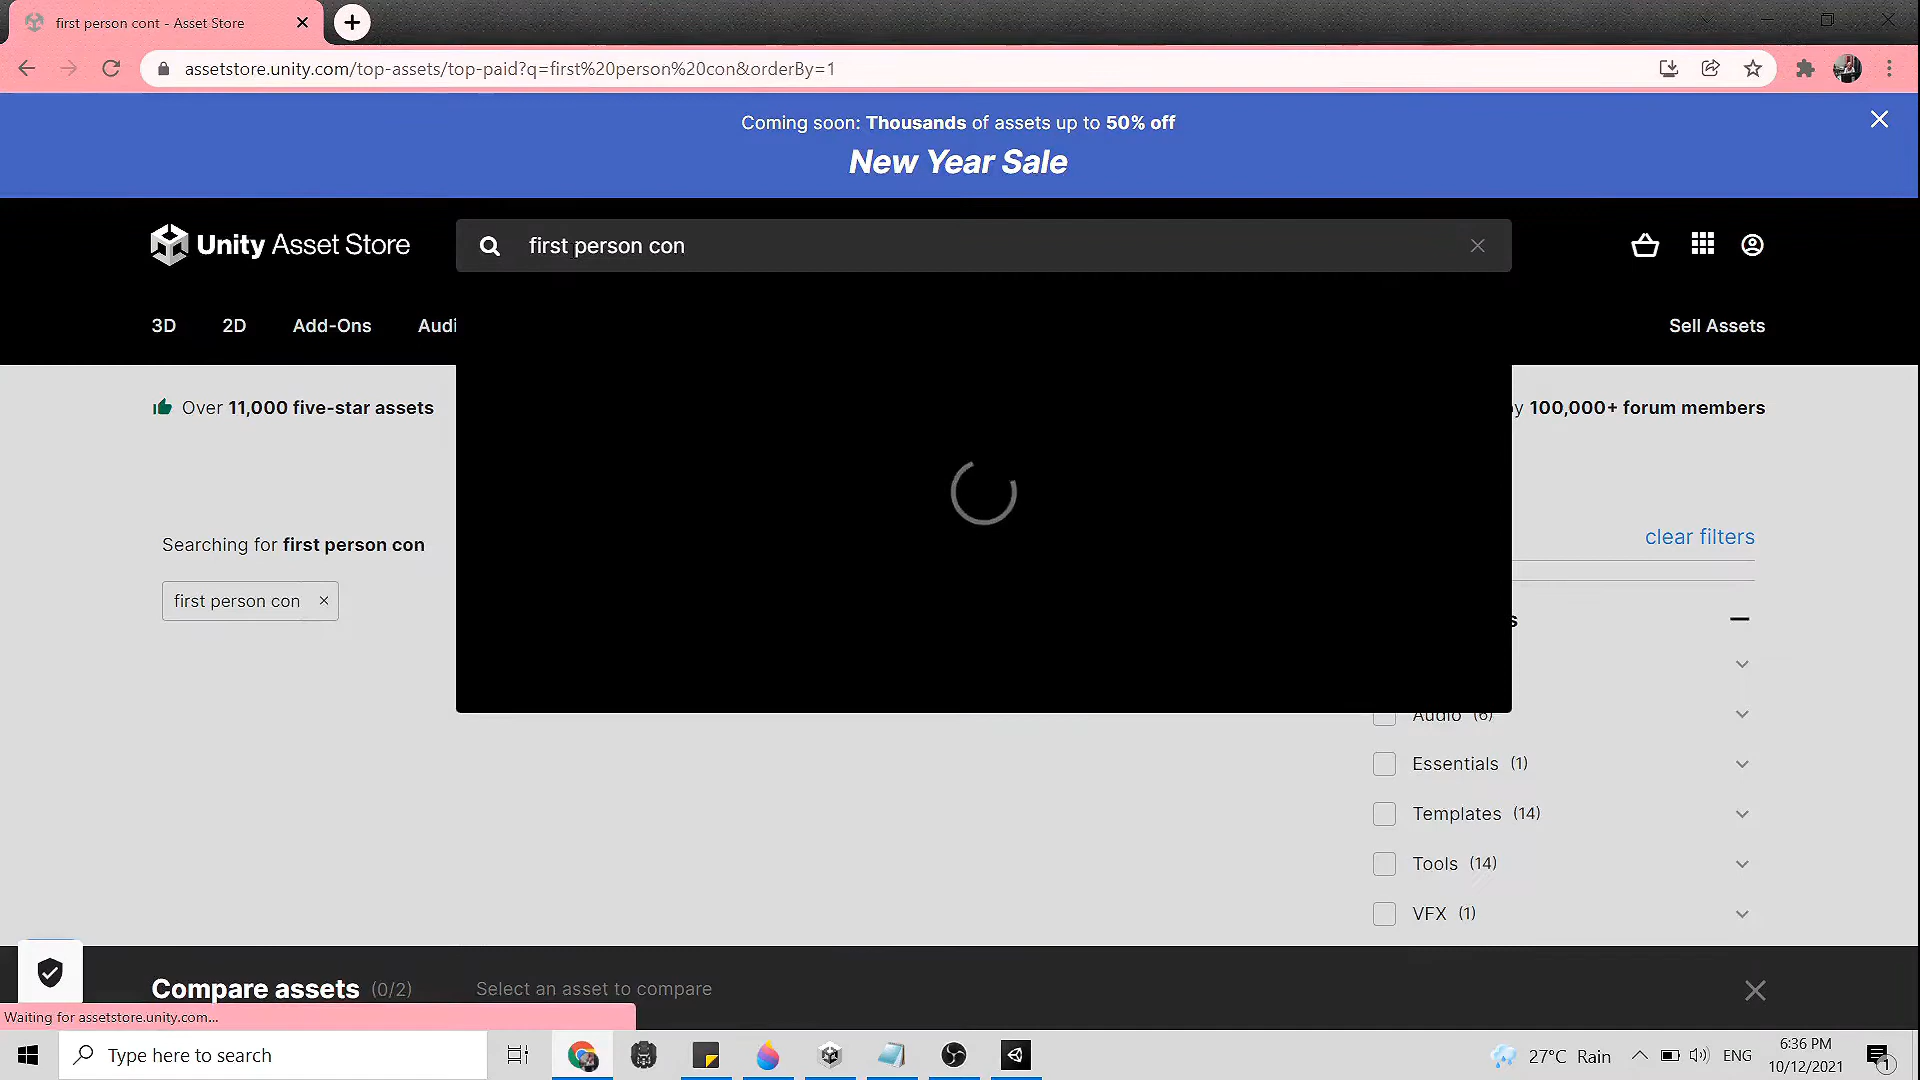 first person cont - Asset Store
assetstore.unity.com/top-assets/top-paid?q=first%20person%20con&orderBy=1
Coming soon: Thousands of assets up to 50% off
New Year Sale
Unity Asset Store
first person con
3D 2D Add-Ons Audi
Sell Assets
Over 11,000 five-star assets
by 100,000+ forum members
clear filters
Searching for first person con
first person con
s
Audio (6)
Essentials (1)
Templates (14)
Tools (14)
VFX (1)
Compare assets (0/2) Select an asset to compare
Waiting for assetstore.unity.com...
Type here to search
27°C Rain
ENG
6:36 PM
10/12/2021
1